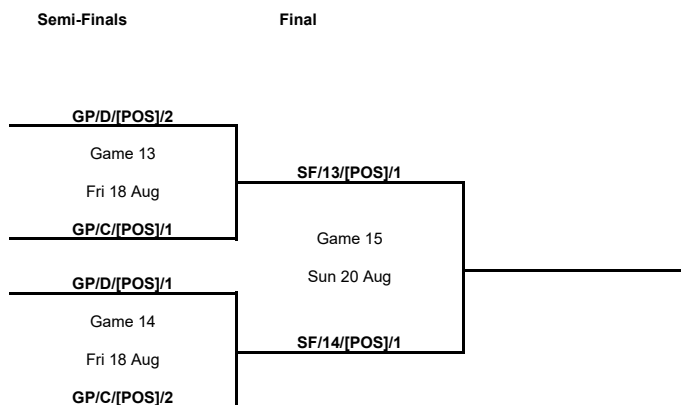 Semi-Finals Final
GP/D/[POS]/2
Game 13
Fri 18 Aug
GP/C/[POS]/1
SF/13/[POS]/1
Game 15
Sun 20 Aug
SF/14/[POS]/1
GP/D/[POS]/1
Game 14
Fri 18 Aug
GP/C/[POS]/2